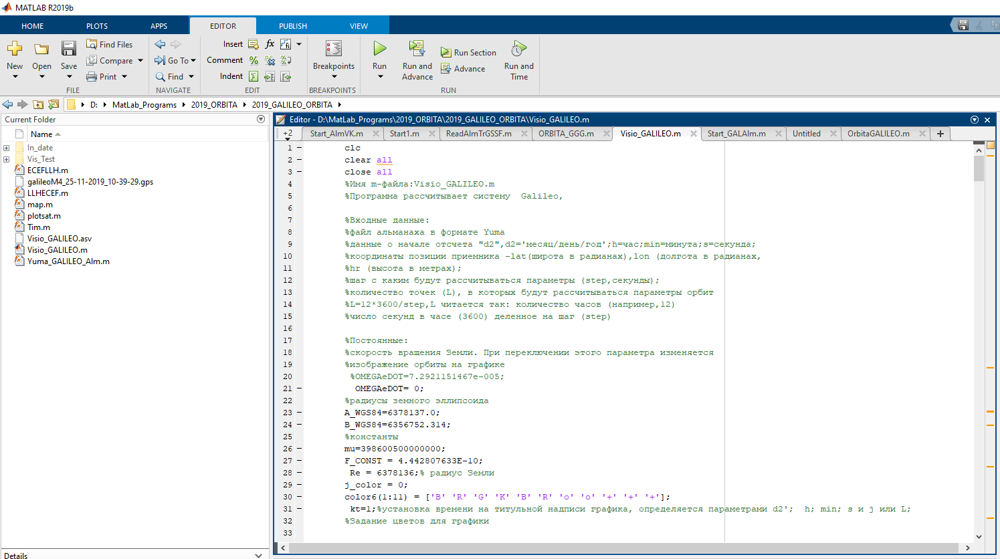 MATLAB R2019b
HOME PLOTS APPS EDITOR PUBLISH VIEW
New Open Save
Find Files
Compare
Print
FILE
Go To
Find
NAVIGATE
Insert fx
Comment
Indent
EDIT
Breakpoints
BREAKPOINTS
Run
Run and Advance
Run Section
Advance
Run and Time
RUN
D: MatLab_Programs 2019_ORBITA 2019_GALILEO_ORBITA
Current Folder
Name
In_date
Vis_Test
ECEFLLH.m
galileoM4_25-11-2019_10-39-29.gps
LLHECEF.m
map.m
plotsat.m
Tim.m
Visio_GALILEO.asv
Visio_GALILEO.m
Yuma_GALILEO_Alm.m
Details
Editor - D:\MatLab_Programs\2019_ORBITA\2019_GALILEO_ORBITA\Visio_GALILEO.m
+2 Start_AlmVK.m Start1.m ReadAlmTrGSSF.m ORBITA_GGG.m Visio_GALILEO.m Start_GALAlm.m Untitled OrbitaGALILEO.m
1 clc
2 clear all
3 close all
4 %Имя m-файла:Visio_GALILEO.m
5 %Программа рассчитывает систему  Galileo,
6
7 %Входные данные:
8 %файл альманаха в формате Yuma
9 %данные о начале отсчета "d2",d2='месяц/день/год';h=час;min=минута;s=секунда;
10 %координаты позиции приемника -lat(широта в радианах),lon (долгота в радианах,
11 %hr (высота в метрах);
12 %шаг с каким будут рассчитываться параметры (step,секунды);
13 %количество точек (L), в которых будут рассчитываться параметры орбит
14 %L=12*3600/step,L читается так: количество часов (например,12)
15 %число секунд в часе (3600) деленное на шаг (step)
16
17 %Постоянные:
18 %скорость вращения Земли. При переключении этого параметра изменяется
19 %изображение орбиты на графике
20 %OMEGAeDOT=7.2921151467e-005;
21 OMEGAeDOT= 0;
22 %радиусы земного эллипсоида
23 A_WGS84=6378137.0;
24 B_WGS84=6356752.314;
25 %константы
26 mu=398600500000000;
27 F_CONST = 4.442807633E-10;
28 Re = 6378136;% радиус Земли
29 j_color = 0;
30 color6(1:11) = ['B' 'R' 'G' 'K' 'B' 'R' 'o' 'o' '+' '+' '+'];
31 kt=1;%установка времени на титульной надписи графика, определяется параметрами d2';  h; min; s и j или L;
32 %Задание цветов для графики
33